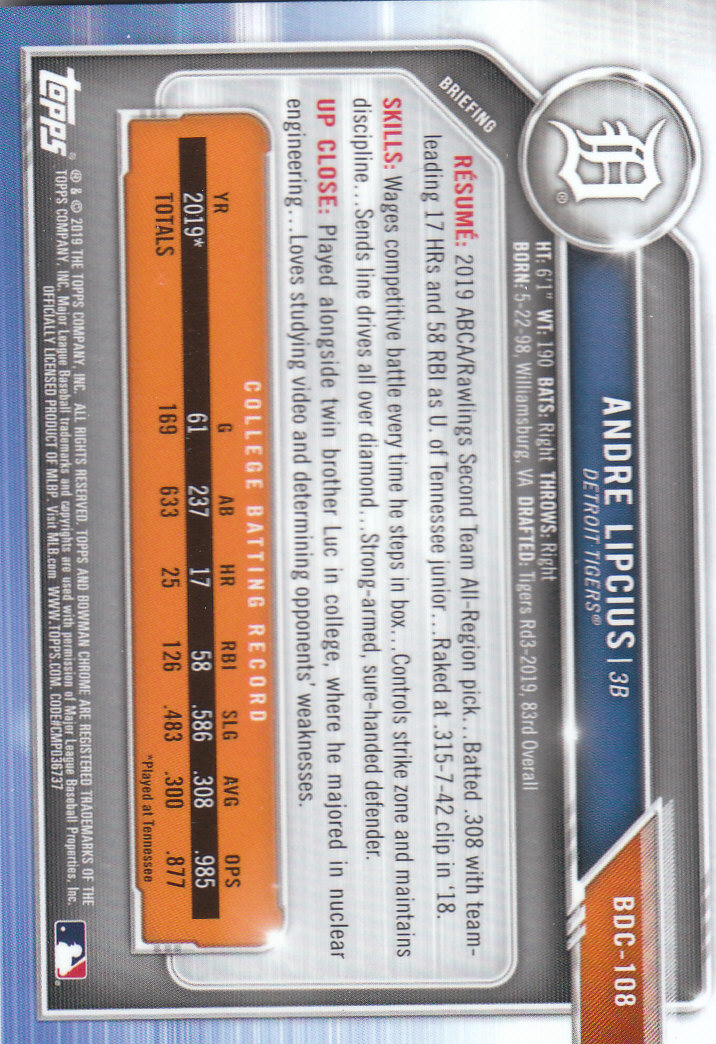 BDC-108
ANDRE LIPCIUS | 3B
DETROIT TIGERS®
HT: 6'1" WT: 190 BATS: Right THROWS: Right
BORN: 5-22-98, Williamsburg, VA DRAFTED: Tigers Rd3-2019, 83rd Overall
BRIEFING
RÉSUMÉ: 2019 ABCA/Rawlings Second Team All-Region pick...Batted .308 with team-
leading 17 HRs and 58 RBI as U. of Tennessee junior...Raked at .315-7-42 clip in '18.
SKILLS: Wages competitive battle every time he steps in box...Controls strike zone and maintains
discipline...Sends line drives all over diamond...Strong-armed, sure-handed defender.
UP CLOSE: Played alongside twin brother Luc in college, where he majored in nuclear
engineering...Loves studying video and determining opponents' weaknesses.
COLLEGE BATTING RECORD
YR G AB HR RBI SLG AVG OPS
2019* 61 237 17 58 .586 .308 .985
TOTALS 169 633 25 126 .483 .300 .877
*Played at Tennessee
topps®
® & © 2019 THE TOPPS COMPANY, INC. ALL RIGHTS RESERVED. TOPPS AND BOWMAN CHROME ARE REGISTERED TRADEMARKS OF THE
TOPPS COMPANY, INC. Major League Baseball trademarks and copyrights are used with permission of Major League Baseball Properties, Inc.
OFFICIALLY LICENSED PRODUCT OF MLBP. Visit MLB.com WWW.TOPPS.COM. CODE#CMP036737